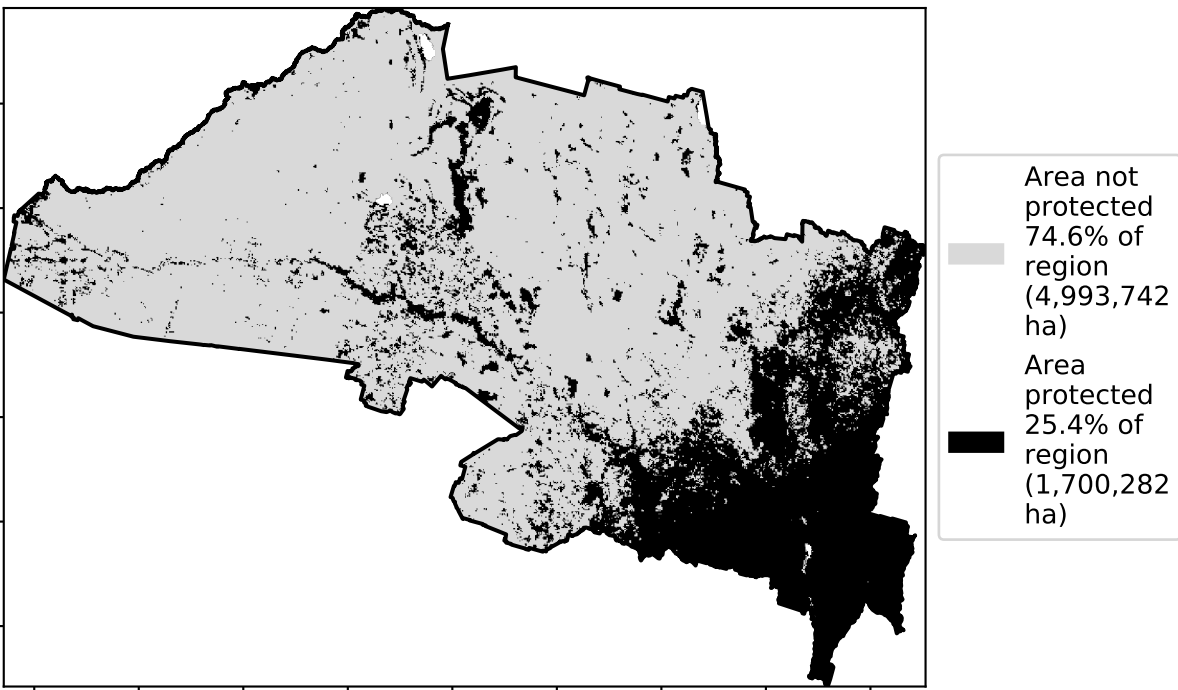 Area not
protected
74.6% of
region
(4,993,742
ha)
Area
protected
25.4% of
region
(1,700,282
ha)